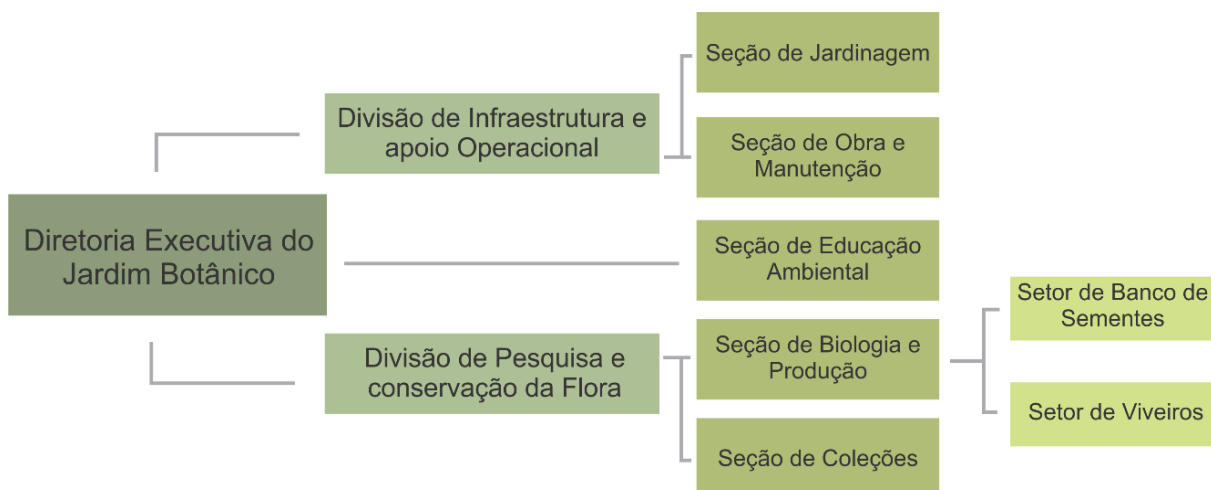 Diretoria Executiva do
Jardim Botânico
Divisão de Infraestrutura e
apoio Operacional
Seção de Jardinagem
Seção de Obra e
Manutenção
Seção de Educação
Ambiental
Divisão de Pesquisa e
conservação da Flora
Seção de Biologia e
Produção
Seção de Coleções
Setor de Banco de
Sementes
Setor de Viveiros